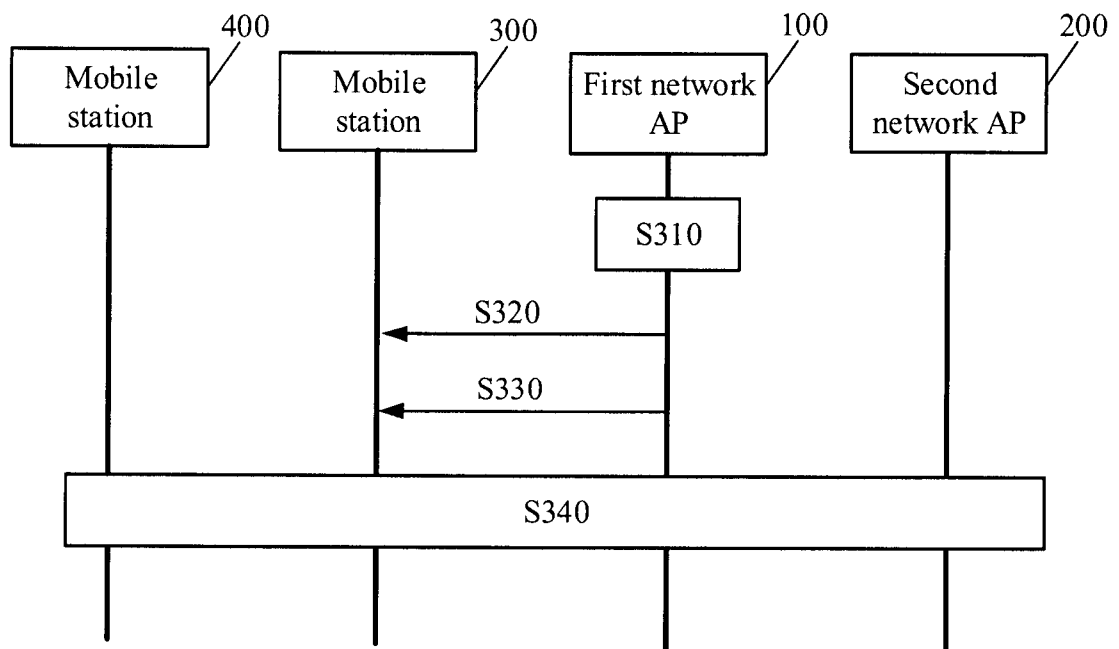 400
300
100
200
Mobile
station
Mobile
station
First network
AP
Second
network AP
S310
S320
S330
S340